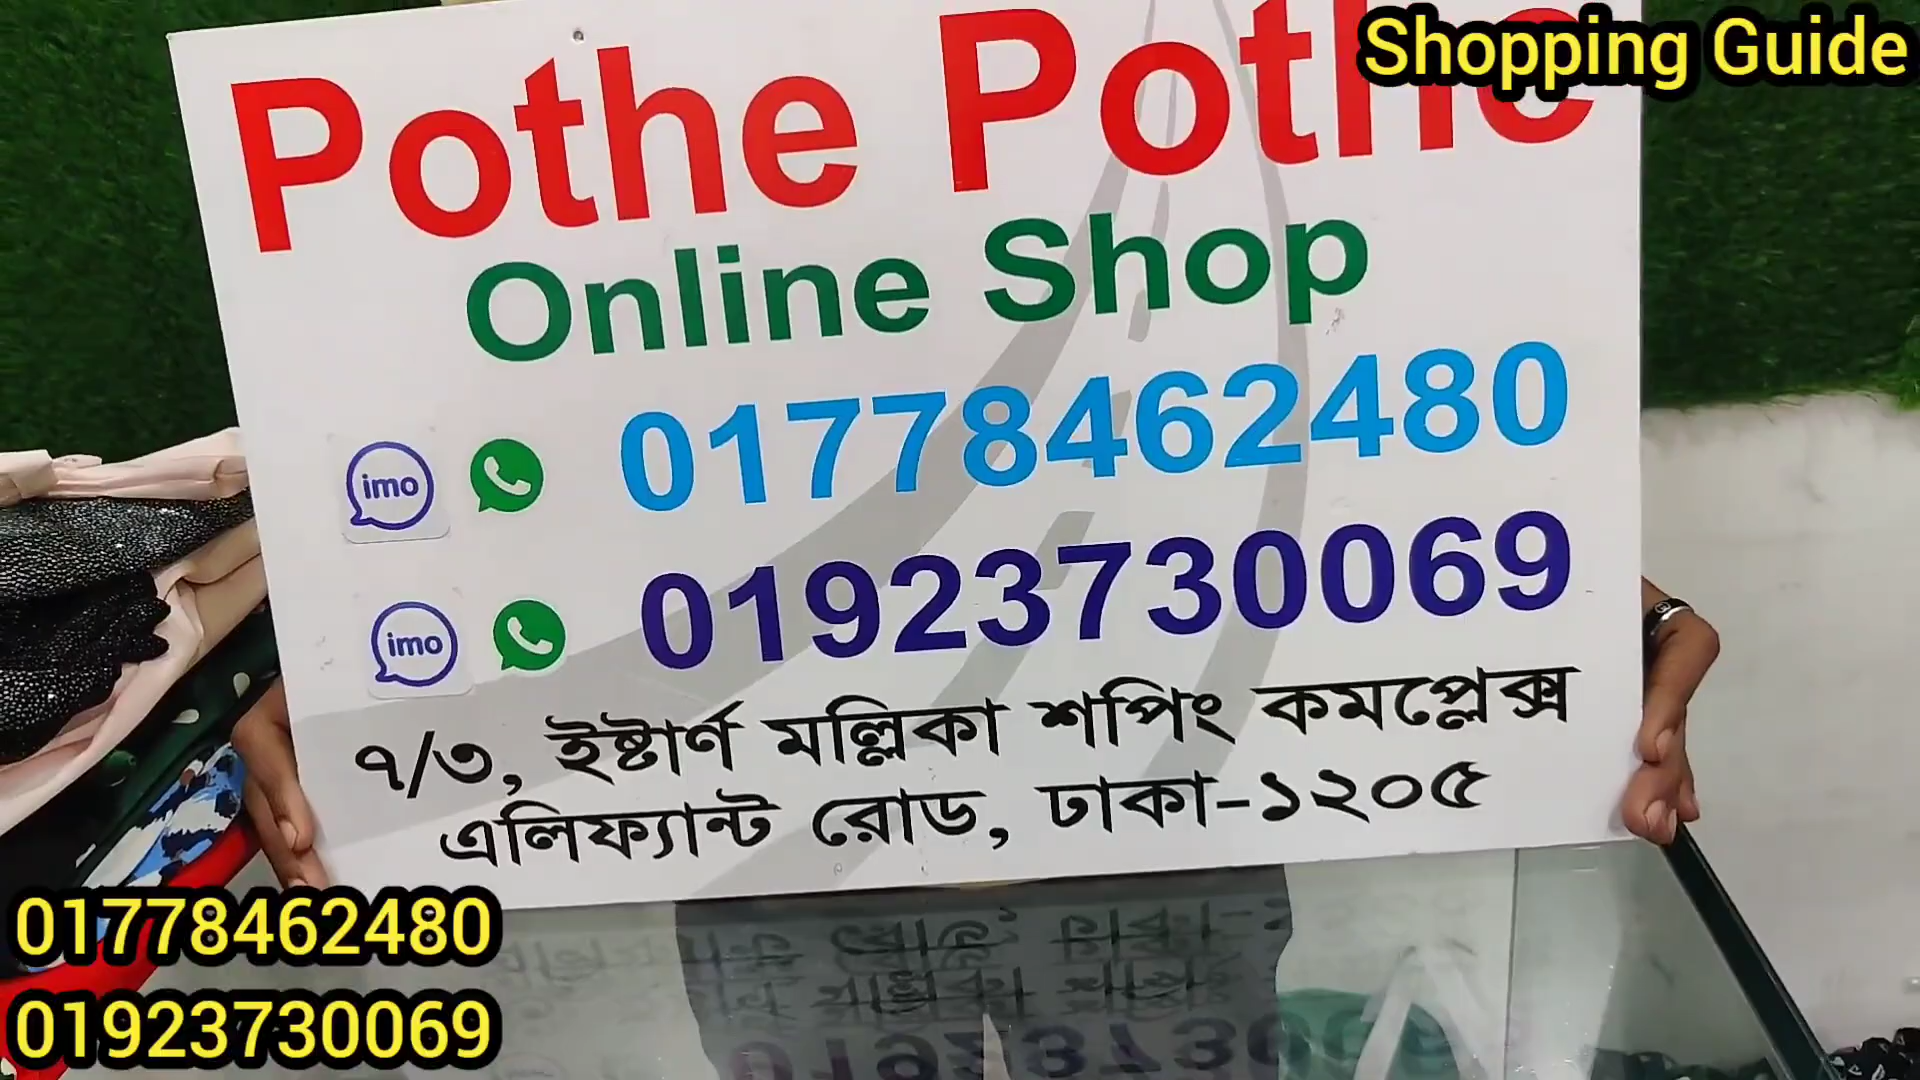 Shopping Guide
Pothe Pothe
Online Shop
imo 01778462480
imo 01923730069
৭/৩, ইষ্টার্ণ মল্লিকা শপিং কমপ্লেক্স
এলিফ্যান্ট রোড, ঢাকা-১২০৫
01778462480
01923730069